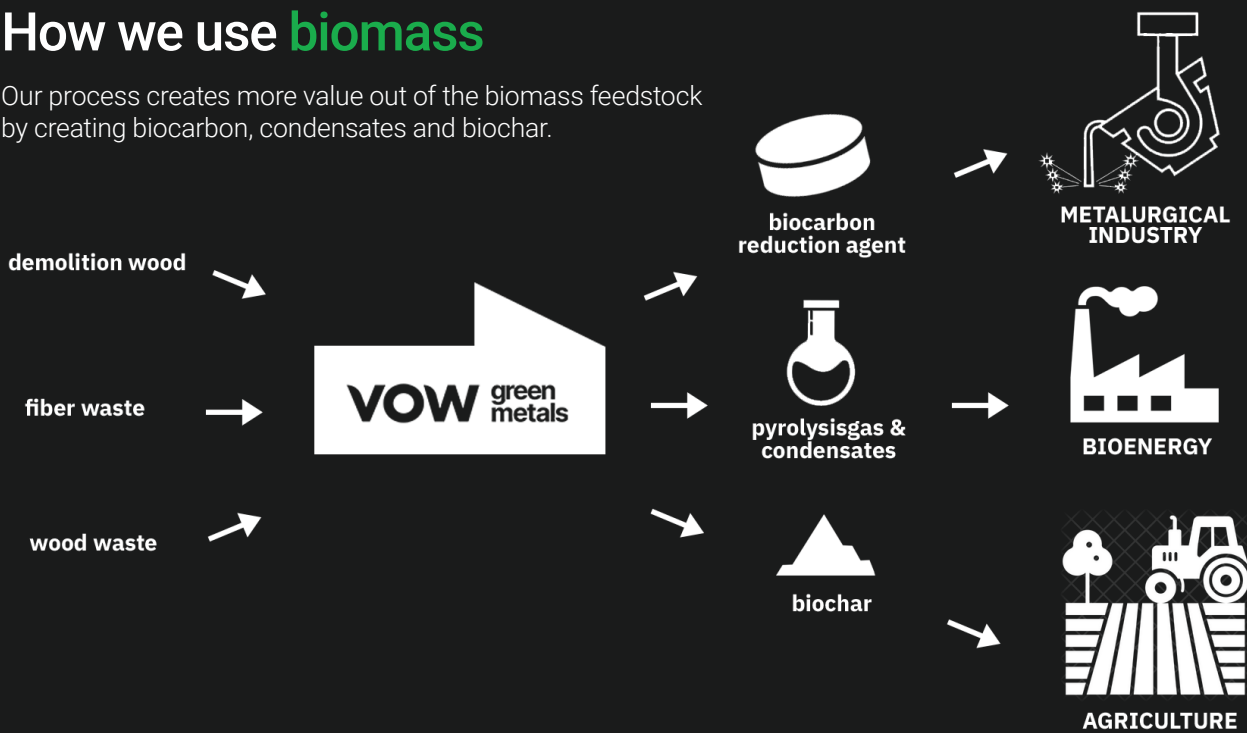 How we use biomass
Our process creates more value out of the biomass feedstock
by creating biocarbon, condensates and biochar.
demolition wood
fiber waste
wood waste
vow green
metals
biocarbon
reduction agent
pyrolysisgas &
condensates
biochar
METALURGICAL
INDUSTRY
BIOENERGY
AGRICULTURE